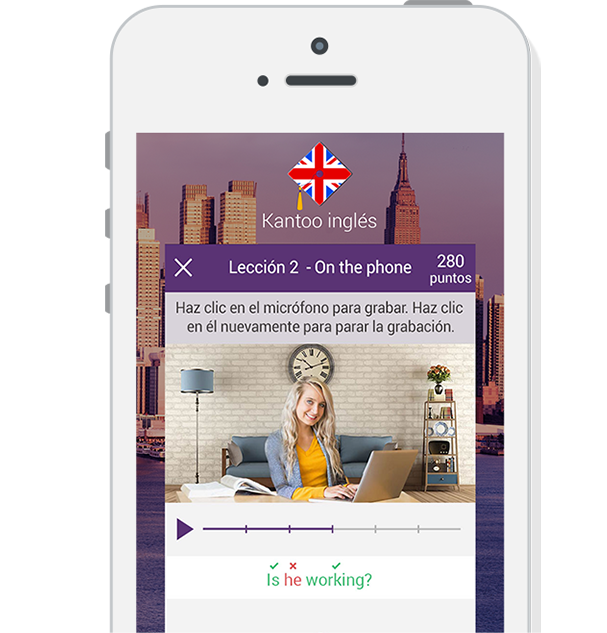 Kantoo inglés
Lección 2 - On the phone
280
puntos
Haz clic en el micrófono para grabar. Haz clic
en él nuevamente para parar la grabación.
Is he working?